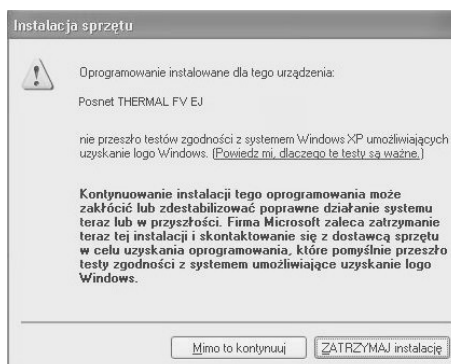 Instalacja sprzętu
Oprogramowanie instalowane dla tego urządzenia:
Posnet THERMAL FV EJ
nie przeszło testów zgodności z systemem Windows XP umożliwiających
uzyskanie logo Windows. (Powiedz mi, dlaczego te testy są ważne.)
Kontynuowanie instalacji tego oprogramowania może
zakłócić lub zdestabilizować poprawne działanie systemu
teraz lub w przyszłości. Firma Microsoft zaleca zatrzymanie
teraz tej instalacji i skontaktowanie się z dostawcą sprzętu
w celu uzyskania oprogramowania, które pomyślnie przeszło
testy zgodności z systemem umożliwiające uzyskanie logo
Windows.
Mimo to kontynuuj ZATRZYMAJ instalację